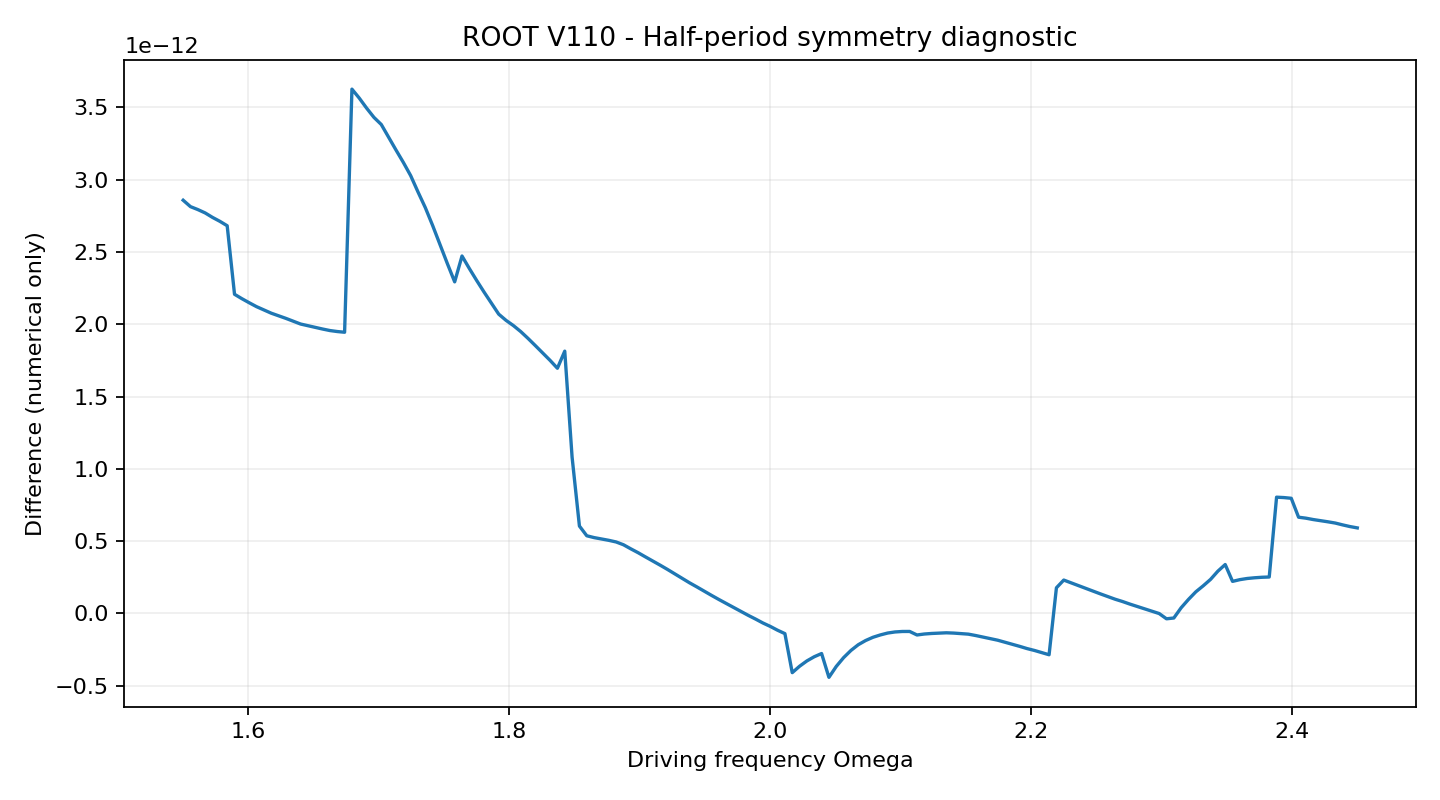 ROOT V110 - Half-period symmetry diagnostic
1e−12
3.5
3.0
2.5
2.0
1.5
1.0
0.5
0.0
−0.5
Difference (numerical only)
1.6 1.8 2.0 2.2 2.4
Driving frequency Omega